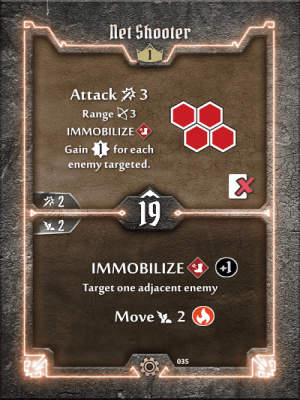 Net Shooter
1
Attack 3
Range 3
IMMOBILIZE
Gain 1 for each
enemy targeted.
2
19
2
IMMOBILIZE +1
Target one adjacent enemy
Move 2
035